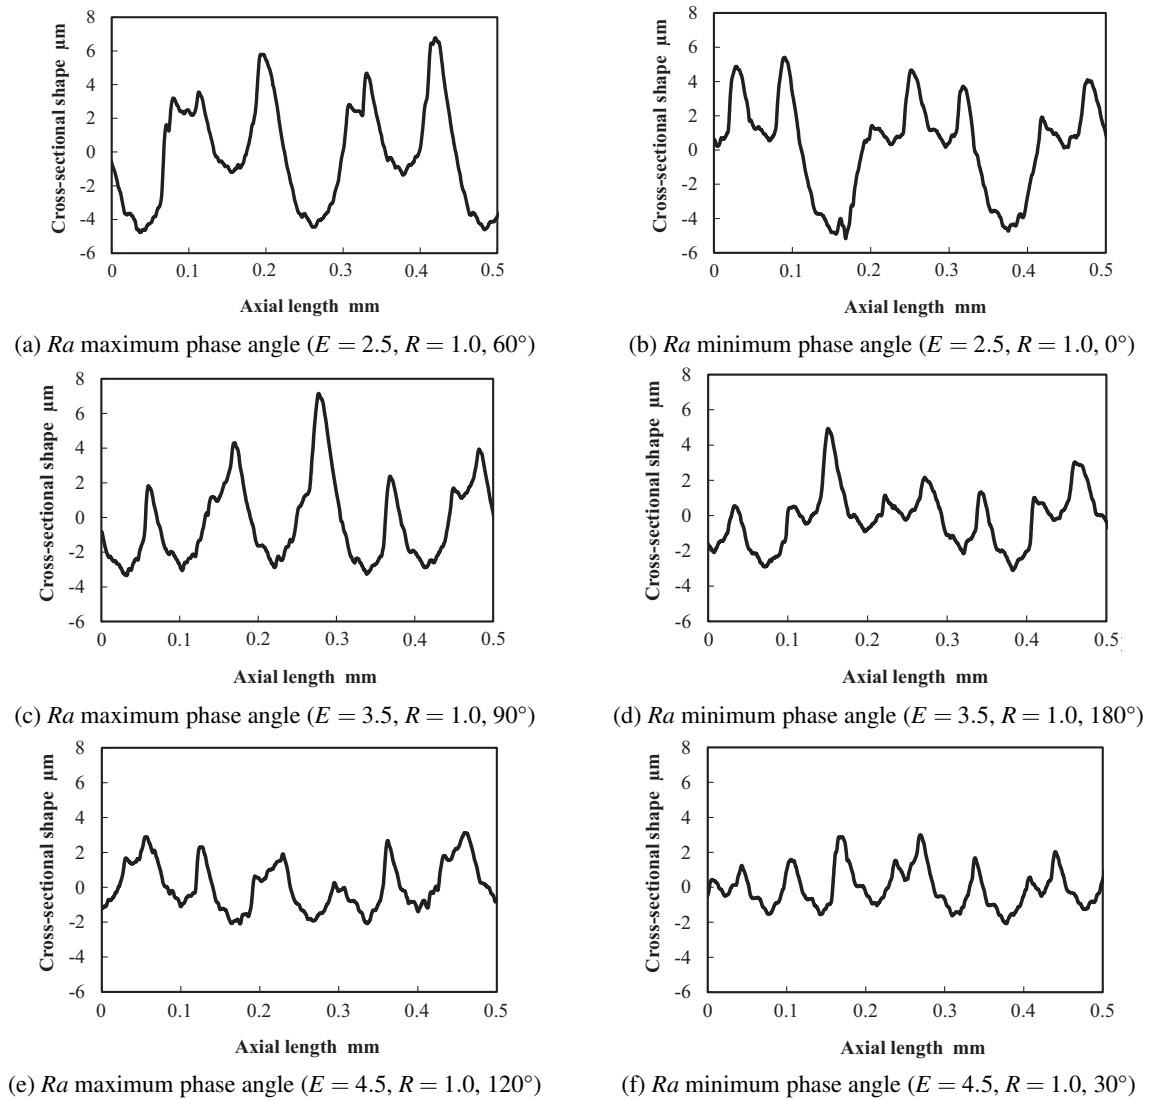 8
6
4
2
0
-2
-4
-6
Cross-sectional shape μm
0 0.1 0.2 0.3 0.4 0.5
Axial length mm
(a) Ra maximum phase angle (E = 2.5, R = 1.0, 60°)
8
6
4
2
0
-2
-4
-6
Cross-sectional shape μm
0 0.1 0.2 0.3 0.4 0.5
Axial length mm
(b) Ra minimum phase angle (E = 2.5, R = 1.0, 0°)
8
6
4
2
0
-2
-4
-6
Cross-sectional shape μm
0 0.1 0.2 0.3 0.4 0.5
Axial length mm
(c) Ra maximum phase angle (E = 3.5, R = 1.0, 90°)
8
6
4
2
0
-2
-4
-6
Cross-sectional shape μm
0 0.1 0.2 0.3 0.4 0.5
Axial length mm
(d) Ra minimum phase angle (E = 3.5, R = 1.0, 180°)
8
6
4
2
0
-2
-4
-6
Cross-sectional shape μm
0 0.1 0.2 0.3 0.4 0.5
Axial length mm
(e) Ra maximum phase angle (E = 4.5, R = 1.0, 120°)
8
6
4
2
0
-2
-4
-6
Cross-sectional shape μm
0 0.1 0.2 0.3 0.4 0.5
Axial length mm
(f) Ra minimum phase angle (E = 4.5, R = 1.0, 30°)